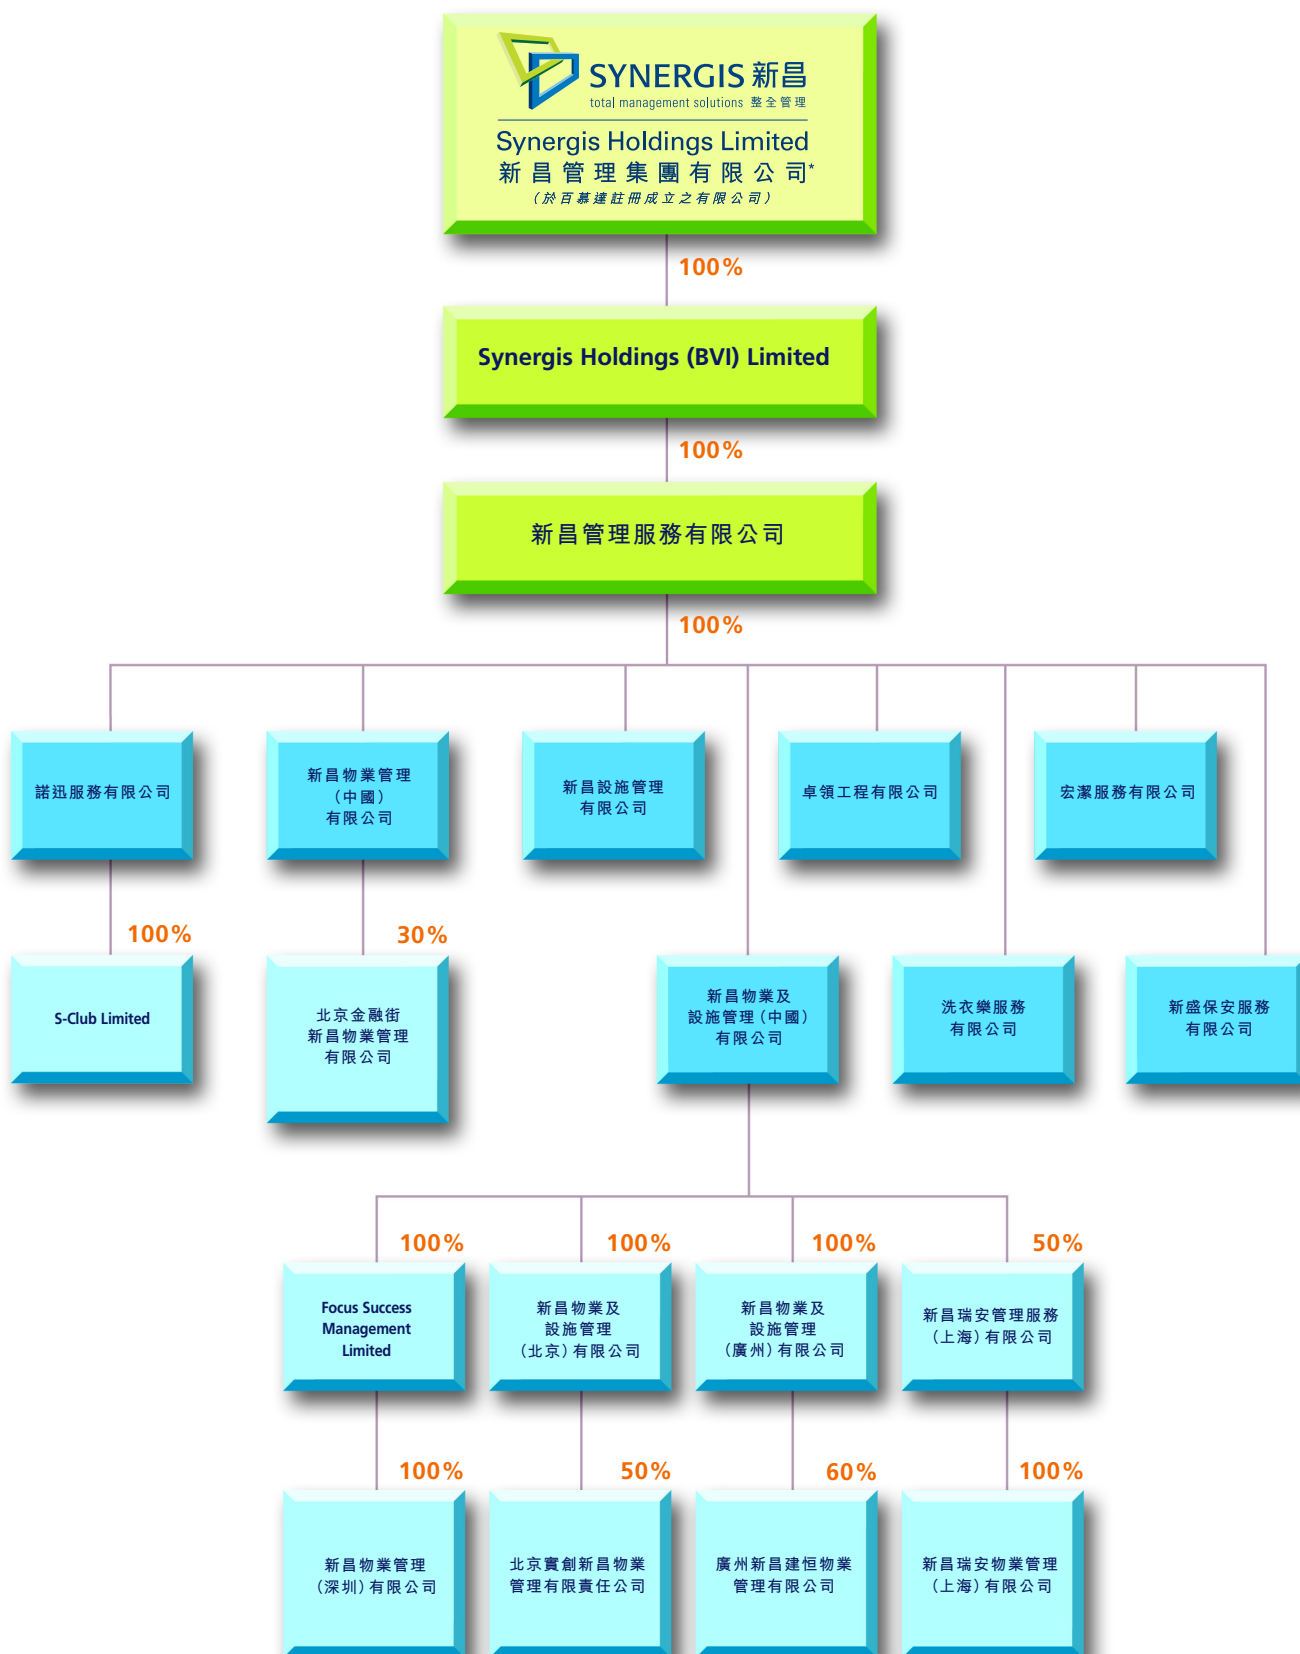 SYNERGIS 新昌
total management solutions 整全管理
Synergis Holdings Limited
新昌管理集團有限公司*
（於百慕達註冊成立之有限公司）
100%
Synergis Holdings (BVI) Limited
100%
新昌管理服務有限公司
100%
諾迅服務有限公司
新昌物業管理
（中國）
有限公司
新昌設施管理
有限公司
卓領工程有限公司
宏潔服務有限公司
100%
30%
S-Club Limited
北京金融街
新昌物業管理
有限公司
新昌物業及
設施管理（中國）
有限公司
洗衣樂服務
有限公司
新盛保安服務
有限公司
100%
100%
100%
50%
Focus Success
Management
Limited
新昌物業及
設施管理
（北京）有限公司
新昌物業及
設施管理
（廣州）有限公司
新昌瑞安管理服務
（上海）有限公司
100%
50%
60%
100%
新昌物業管理
（深圳）有限公司
北京實創新昌物業
管理有限責任公司
廣州新昌建恒物業
管理有限公司
新昌瑞安物業管理
（上海）有限公司